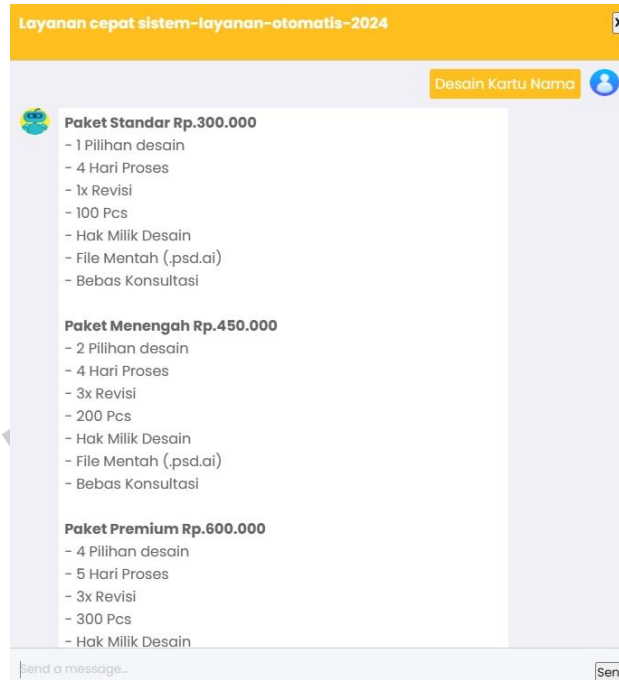 Layanan cepat sistem-layanan-otomatis-2024
Desain Kartu Nama
Paket Standar Rp.300.000
- 1 Pilihan desain
- 4 Hari Proses
- 1x Revisi
- 100 Pcs
- Hak Milik Desain
- File Mentah (.psd.ai)
- Bebas Konsultasi
Paket Menengah Rp.450.000
- 2 Pilihan desain
- 4 Hari Proses
- 3x Revisi
- 200 Pcs
- Hak Milik Desain
- File Mentah (.psd.ai)
- Bebas Konsultasi
Paket Premium Rp.600.000
- 4 Pilihan desain
- 5 Hari Proses
- 3x Revisi
- 300 Pcs
- Hak Milik Desain
Send a message...
Sen